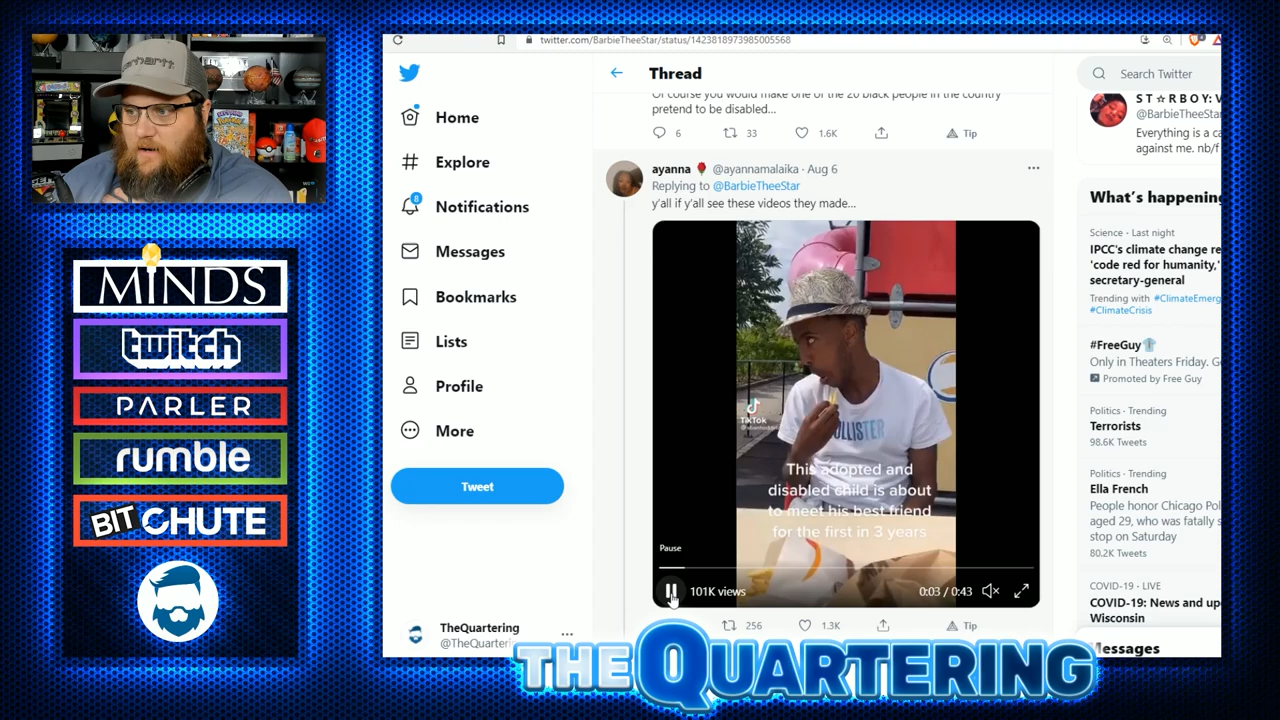 carhartt
MINDS
twitch
PARLER
rumble
BIT CHUTE
twitter.com/BarbieTheeStar/status/1423818973985005568
Home
Explore
8
Notifications
Messages
Bookmarks
Lists
Profile
More
Tweet
TheQuartering
@TheQuarterin
Thread
Of course you would make one of the 20 black people in the country
pretend to be disabled...
6 33 1.6K Tip
ayanna 🌹 @ayannamalaika · Aug 6
Replying to @BarbieTheeStar
y'all if y'all see these videos they made...
HOLLISTER
TikTok
This adopted and
disabled child is about
to meet his best friend
for the first in 3 years
Pause
101K views
0:03 / 0:43
256 1.3K Tip
Search Twitter
S T ☆ R B O Y: V
@BarbieTheeStar
Everything is a ca
against me. nb/f
What's happening
Science · Last night
IPCC's climate change re
'code red for humanity,'
secretary-general
Trending with #ClimateEmerg
#ClimateCrisis
#FreeGuy
Only in Theaters Friday. G
Promoted by Free Guy
Politics · Trending
Terrorists
98.6K Tweets
Politics · Trending
Ella French
People honor Chicago Pol
aged 29, who was fatally s
stop on Saturday
80.2K Tweets
COVID-19 · LIVE
COVID-19: News and up
Wisconsin
Messages
THE QUARTERING